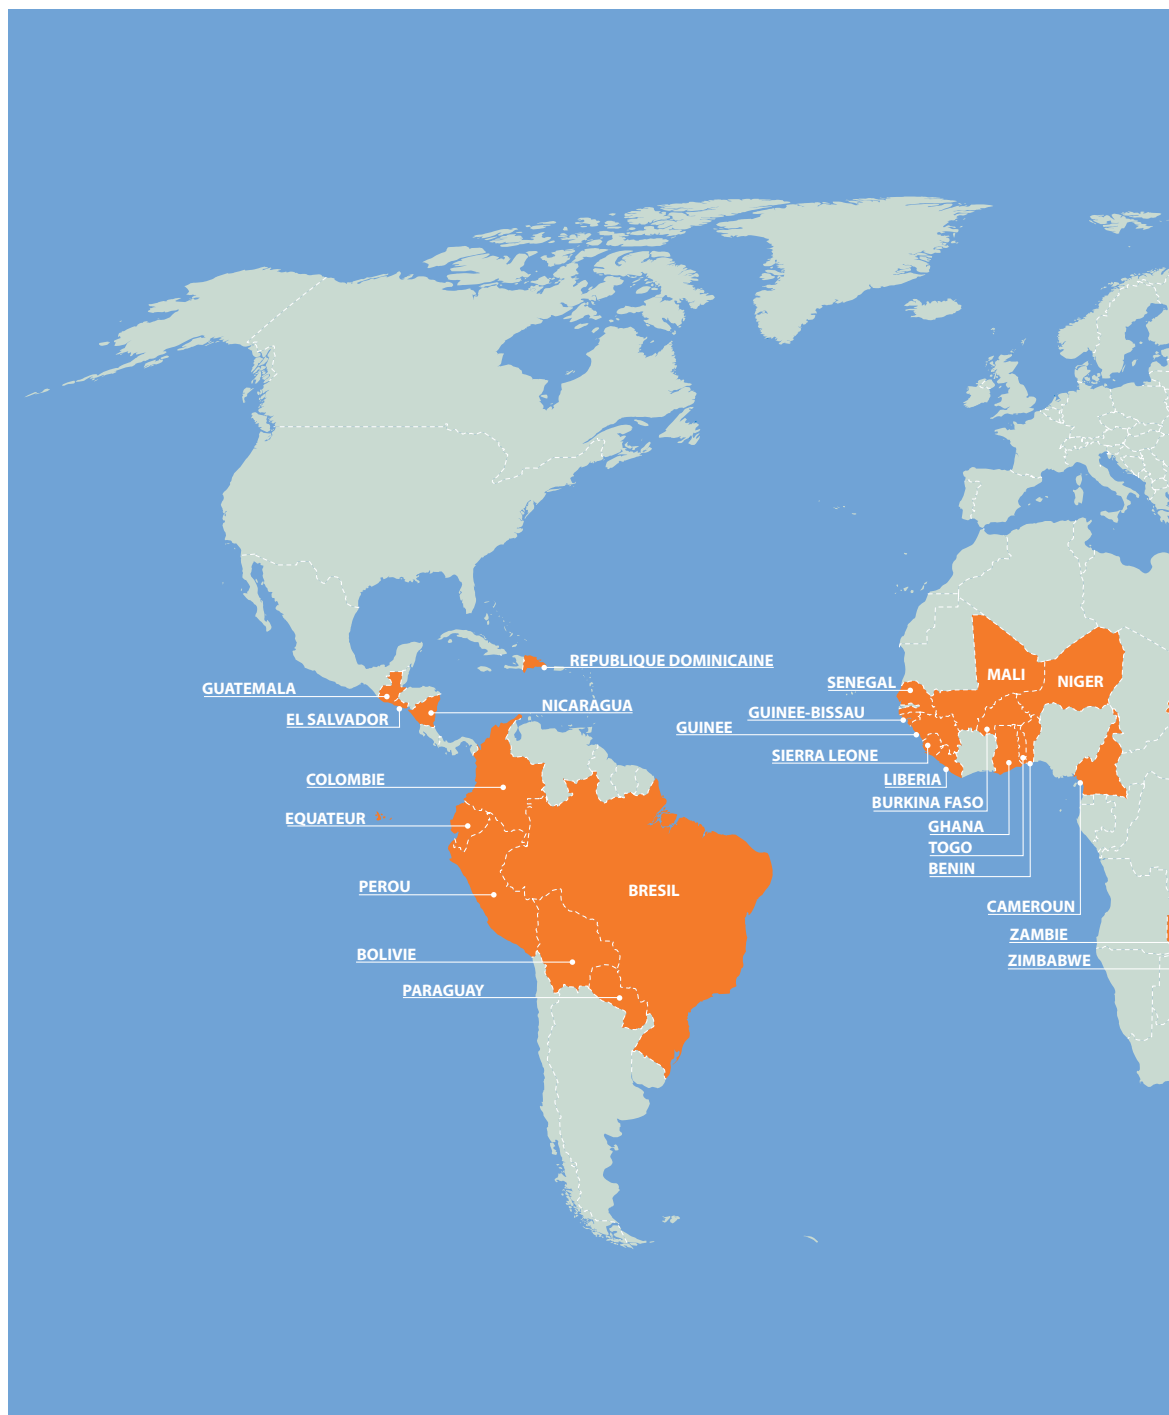 REPUBLIQUE DOMINICAINE
GUATEMALA
NICARAGUA
EL SALVADOR
COLOMBIE
EQUATEUR
PEROU
BRESIL
BOLIVIE
PARAGUAY
MALI
NIGER
SENEGAL
GUINEE-BISSAU
GUINEE
SIERRA LEONE
LIBERIA
BURKINA FASO
GHANA
TOGO
BENIN
CAMEROUN
ZAMBIE
ZIMBABWE